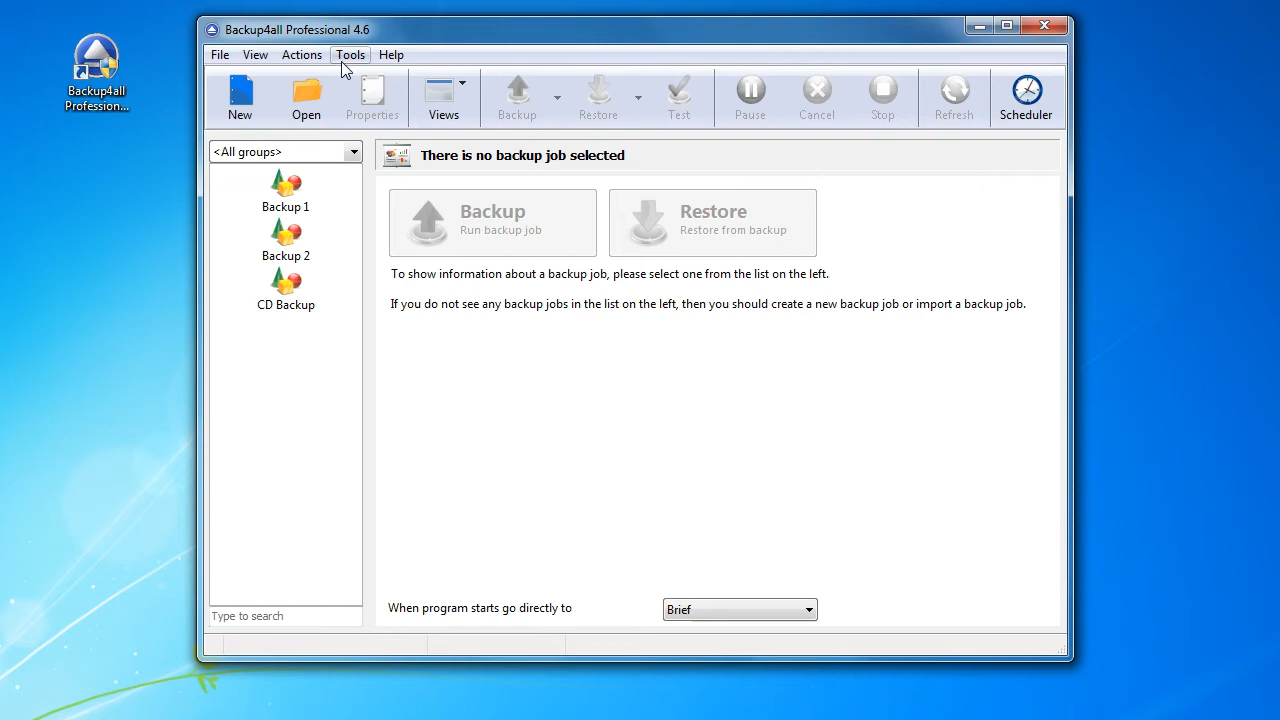 Backup4all
Profession...
Backup4all Professional 4.6
File View Actions Tools Help
New Open Properties Views Backup Restore Test Pause Cancel Stop Refresh Scheduler
<All groups>
Backup 1
Backup 2
CD Backup
Type to search
There is no backup job selected
Backup
Run backup job
Restore
Restore from backup
To show information about a backup job, please select one from the list on the left.
If you do not see any backup jobs in the list on the left, then you should create a new backup job or import a backup job.
When program starts go directly to
Brief